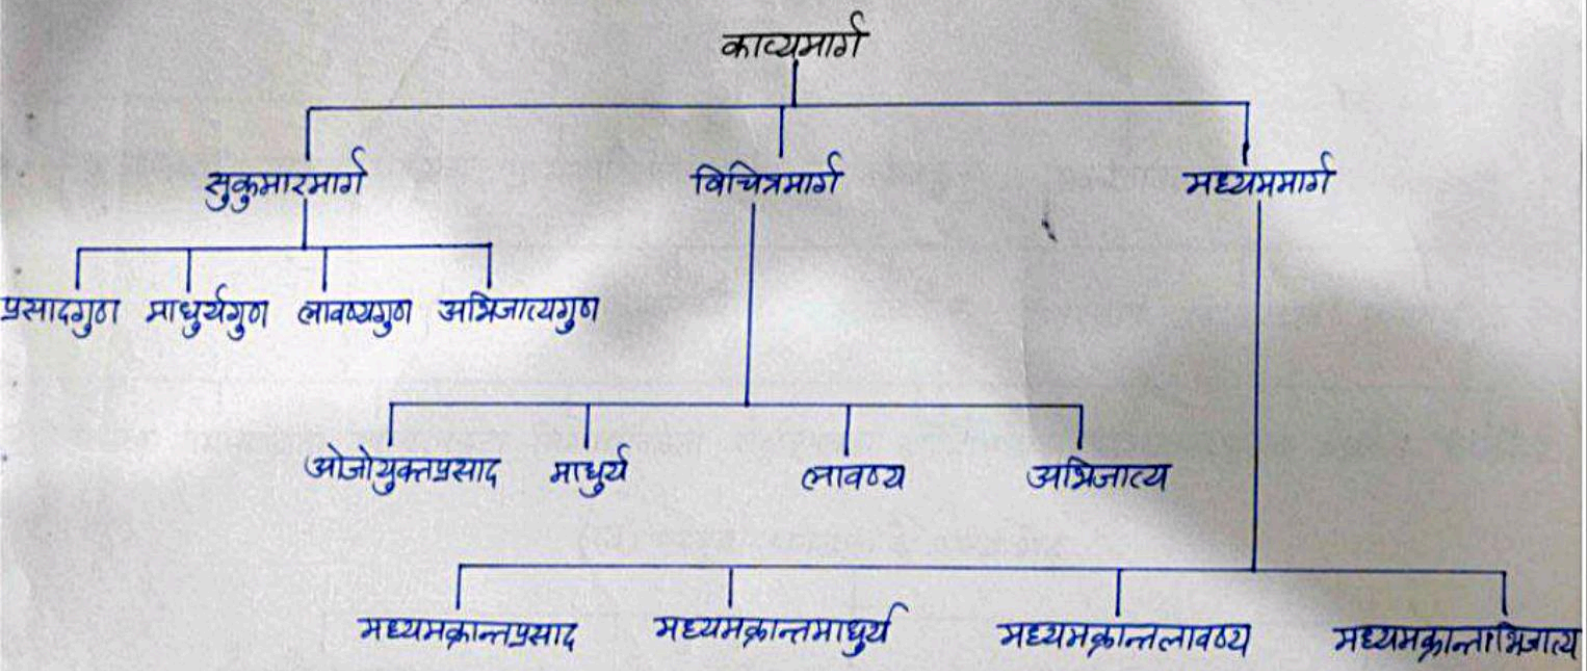 काव्यमार्ग
सुकुमारमार्ग विचित्रमार्ग मध्यममार्ग
प्रसादगुण माधुर्यगुण लावण्यगुण अभिजात्यगुण
ओजोयुक्तप्रसाद माधुर्य लावण्य अभिजात्य
मध्यमक्रान्तप्रसाद मध्यमक्रान्तमाधुर्य मध्यमक्रान्तलावण्य मध्यमक्रान्ताभिजात्य